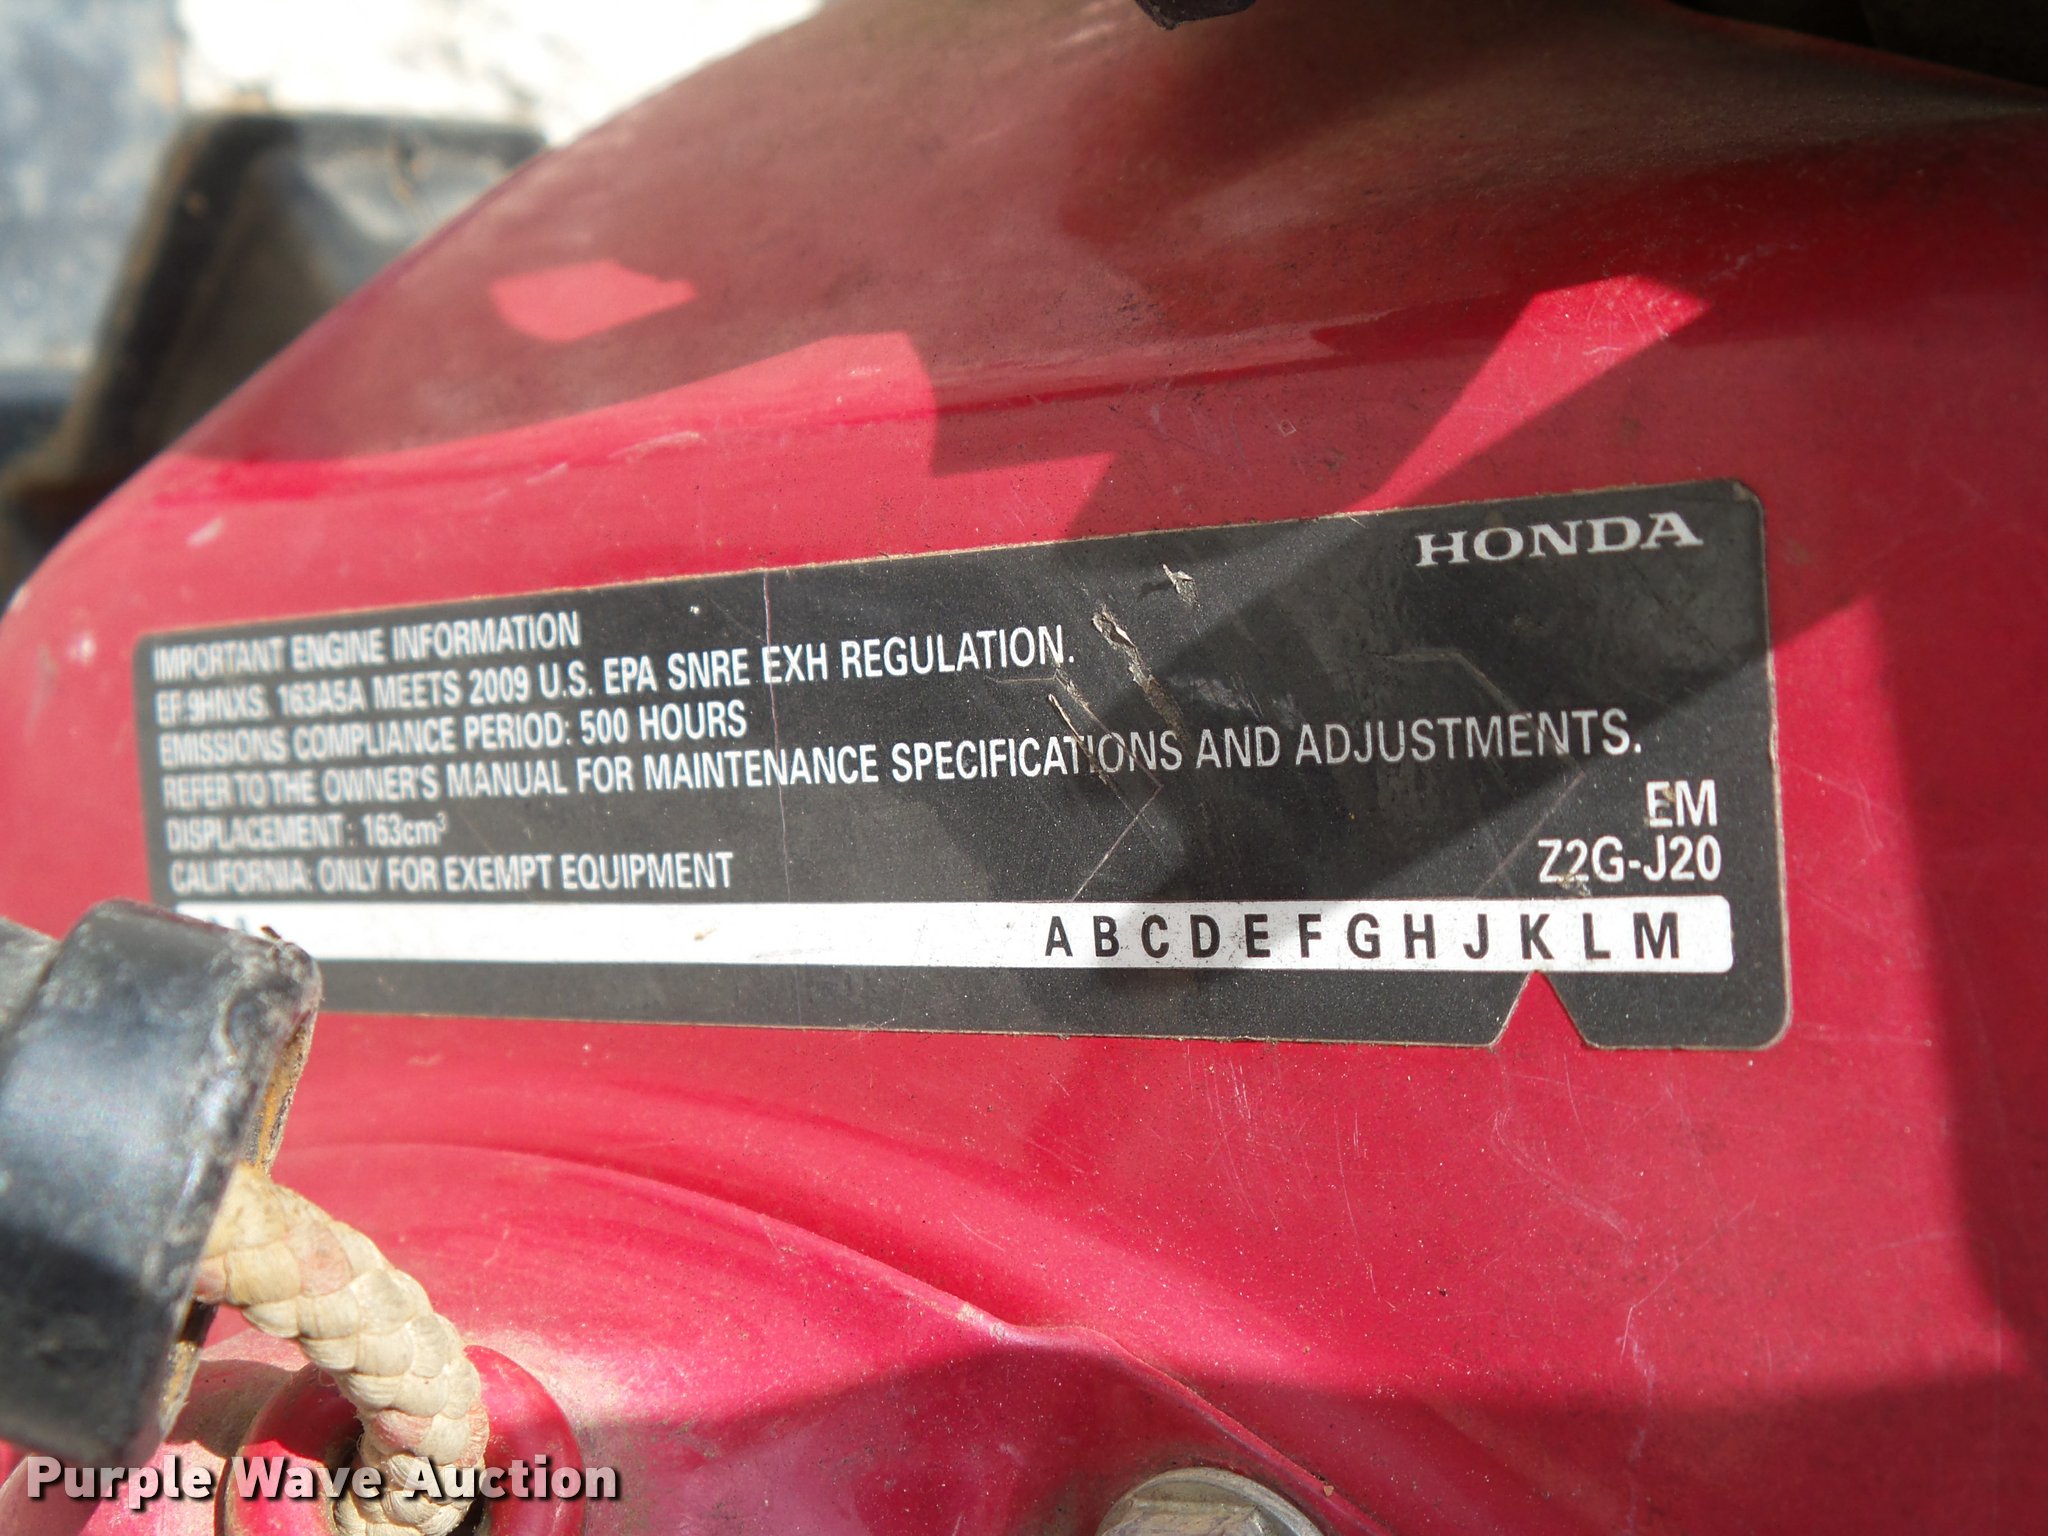 HONDA
IMPORTANT ENGINE INFORMATION
EF:9HNXS. 163A5A MEETS 2009 U.S. EPA SNRE EXH REGULATION.
EMISSIONS COMPLIANCE PERIOD: 500 HOURS
REFER TO THE OWNER'S MANUAL FOR MAINTENANCE SPECIFICATIONS AND ADJUSTMENTS.
DISPLACEMENT: 163cm³
CALIFORNIA: ONLY FOR EXEMPT EQUIPMENT
EM
Z2G-J20
A B C D E F G H J K L M
Purple Wave Auction